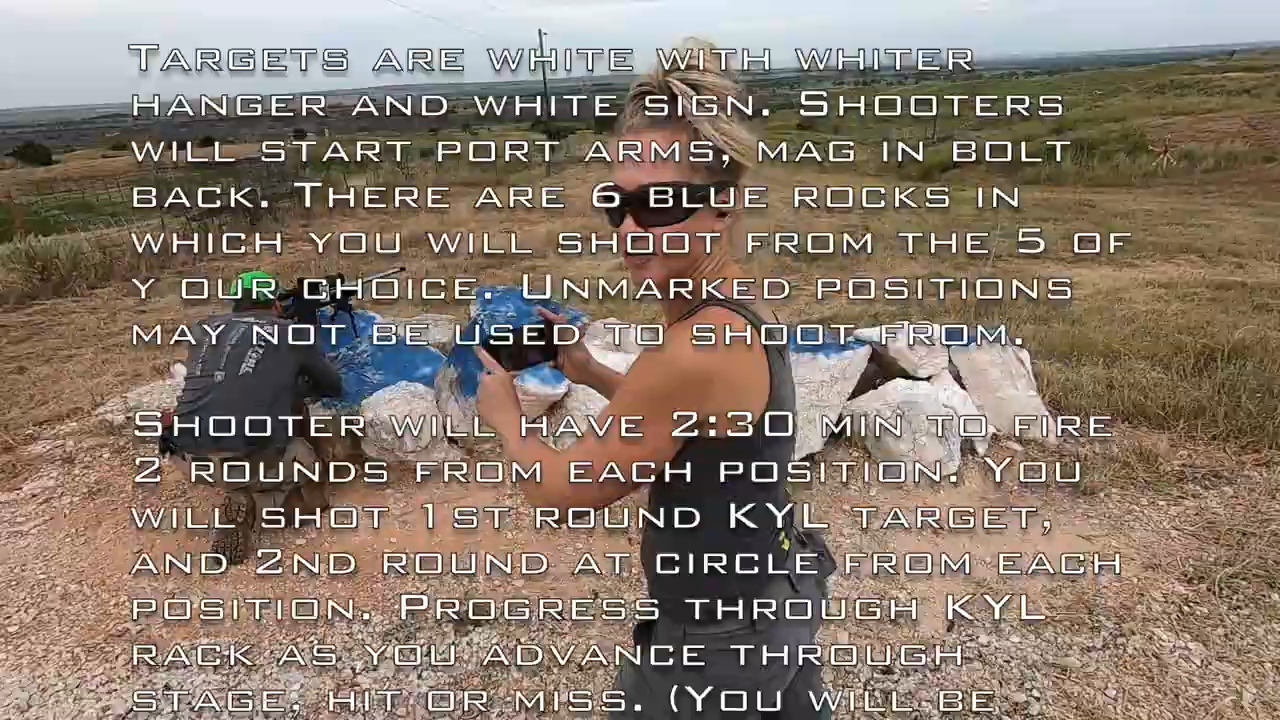 Targets are white with whiter
hanger and white sign. Shooters
will start port arms, mag in bolt
back. There are 6 blue rocks in
which you will shoot from the 5 of
y our choice. Unmarked positions
may not be used to shoot from.
Shooter will have 2:30 min to fire
2 rounds from each position. You
will shot 1st round KYL target,
and 2nd round at circle from each
position. Progress through KYL
rack as you advance through
stage, hit or miss. (You will be